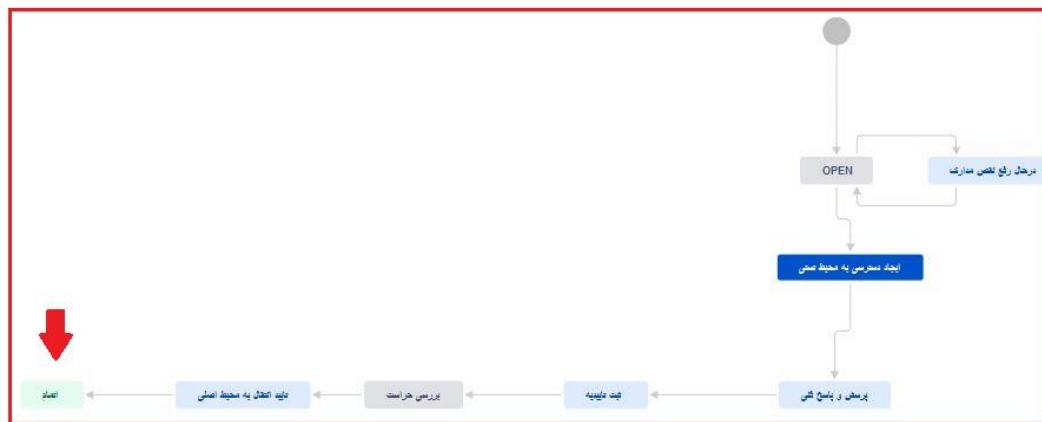 OPEN
درحال رفع نقص مدارک
ایجاد دسترسی به محیط تستی
پرسش و پاسخ فنی
ثبت تاییدیه
بررسی حراست
تایید انتقال به محیط اصلی
اتمام